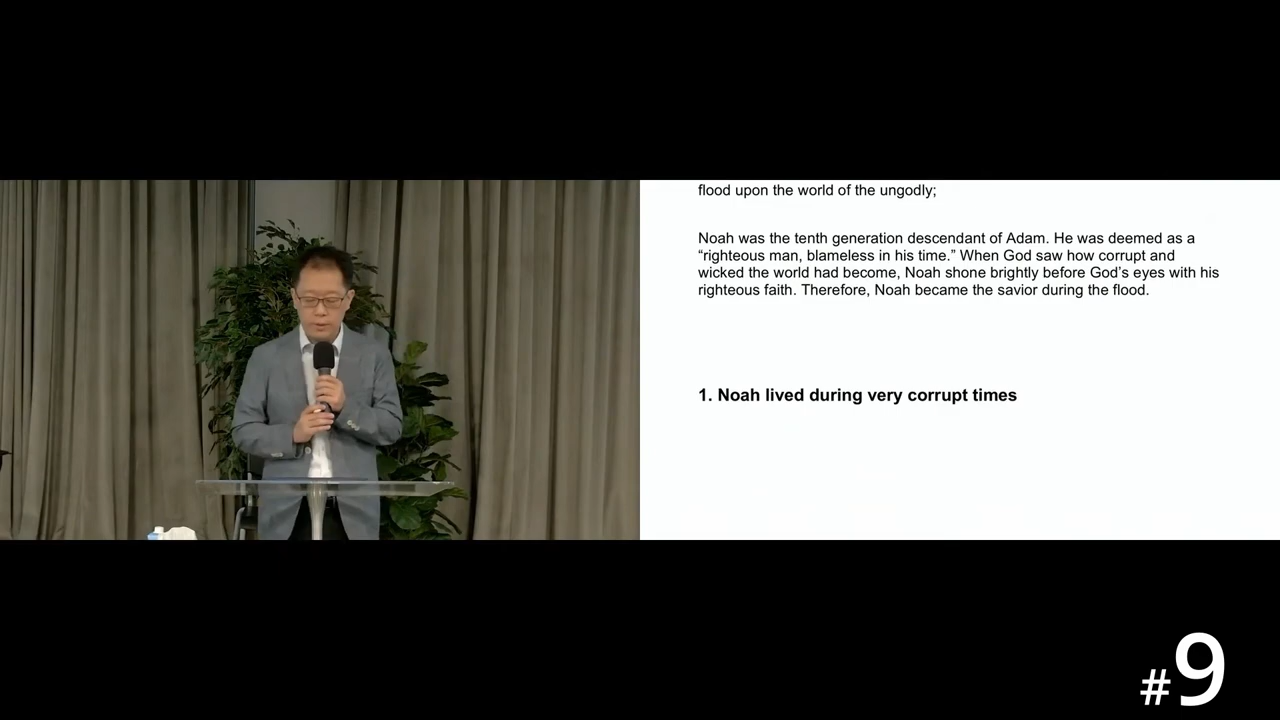 flood upon the world of the ungodly;
Noah was the tenth generation descendant of Adam. He was deemed as a
“righteous man, blameless in his time.” When God saw how corrupt and
wicked the world had become, Noah shone brightly before God’s eyes with his
righteous faith. Therefore, Noah became the savior during the flood.
1. Noah lived during very corrupt times
#9